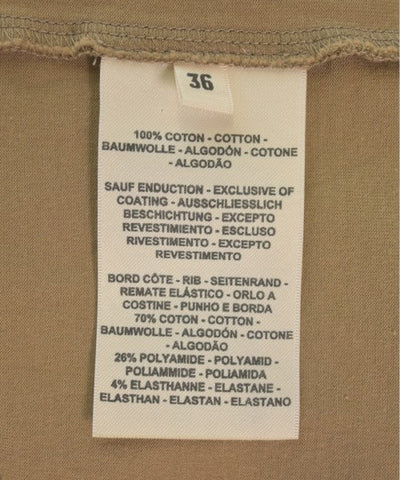 36
100% COTON - COTTON -
BAUMWOLLE - ALGODÓN - COTONE
- ALGODÃO
SAUF ENDUCTION - EXCLUSIVE OF
COATING - AUSSCHLIESSLICH
BESCHICHTUNG - EXCEPTO
REVESTIMIENTO - ESCLUSO
RIVESTIMENTO - EXCEPTO
REVESTIMENTO
BORD CÔTE - RIB - SEITENRAND -
REMATE ELÁSTICO - ORLO A
COSTINE - PUNHO E BORDA
70% COTON - COTTON -
BAUMWOLLE - ALGODÓN - COTONE
- ALGODÃO
26% POLYAMIDE - POLYAMID -
POLIAMMIDE - POLIAMIDA
4% ELASTHANNE - ELASTANE -
ELASTHAN - ELASTAN - ELASTANO